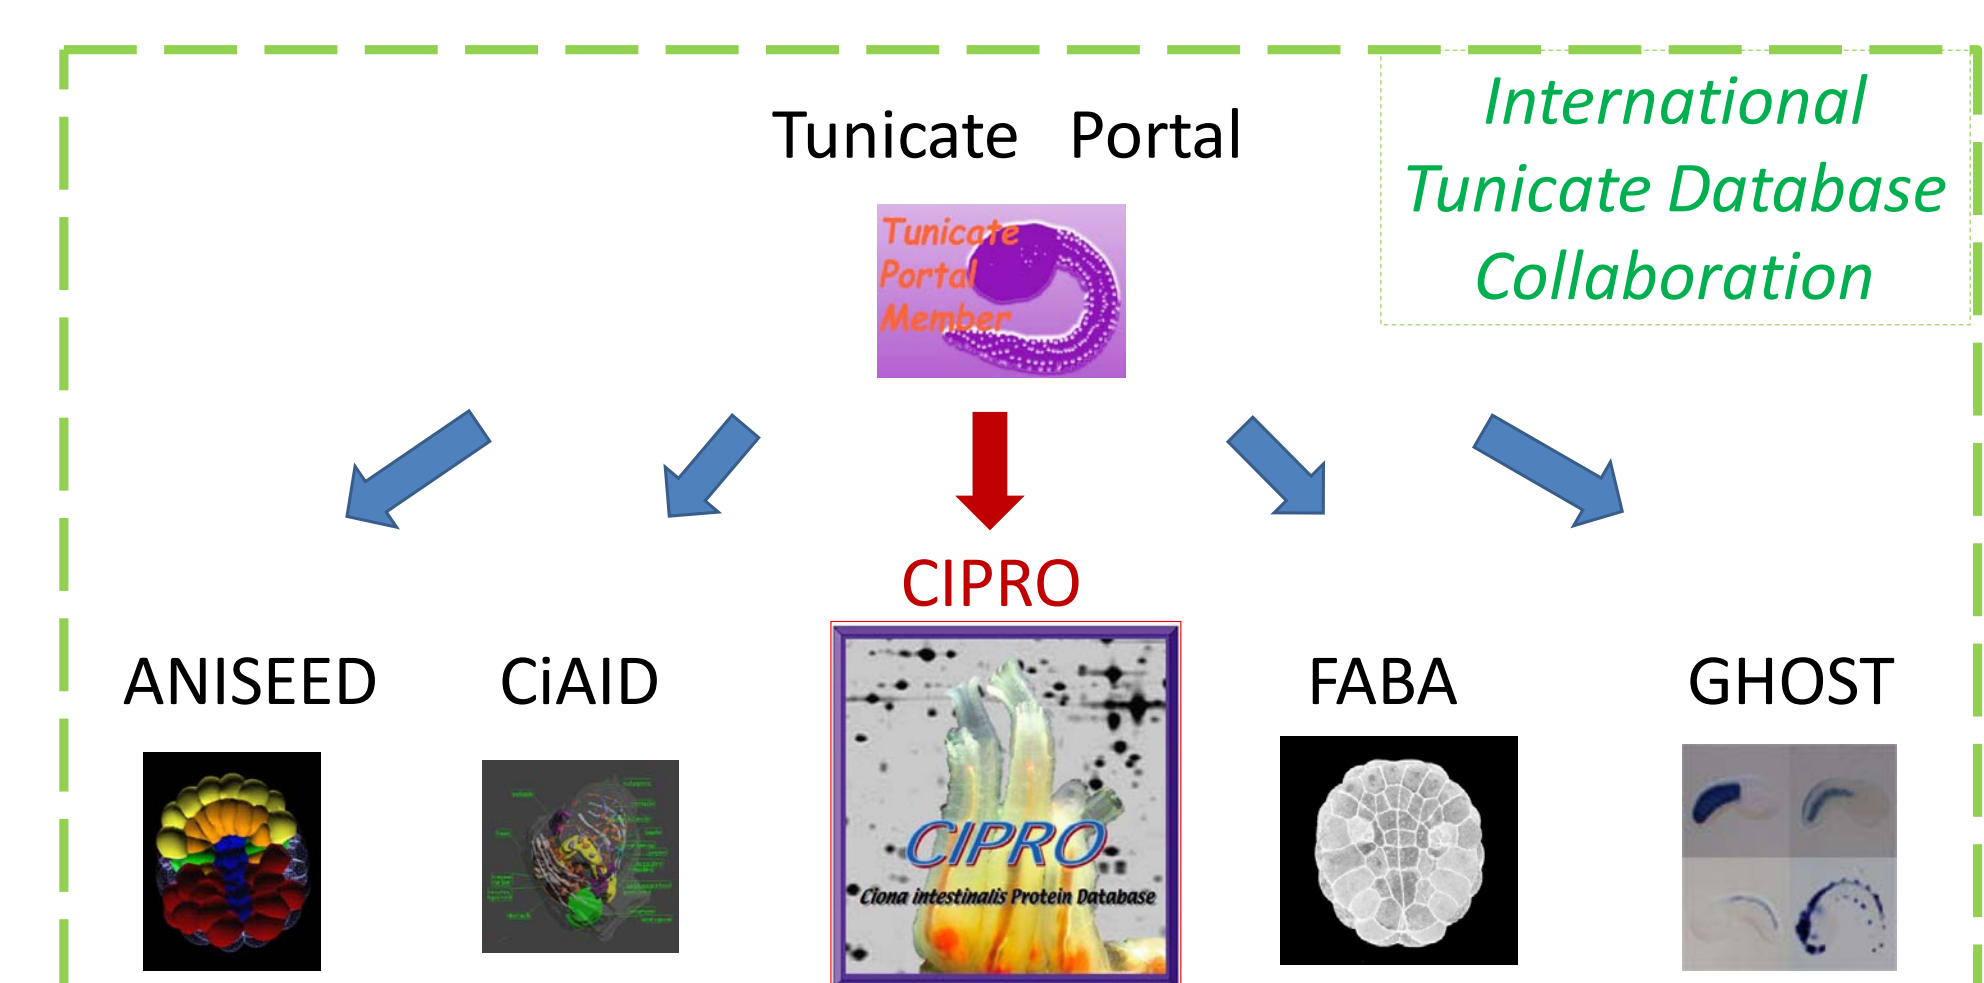 International
Tunicate Database
Collaboration
Tunicate Portal
Tunicate
Portal
Member
CIPRO
ANISEED
CiAID
FABA
GHOST
CIPRO
Ciona intestinalis Protein Database